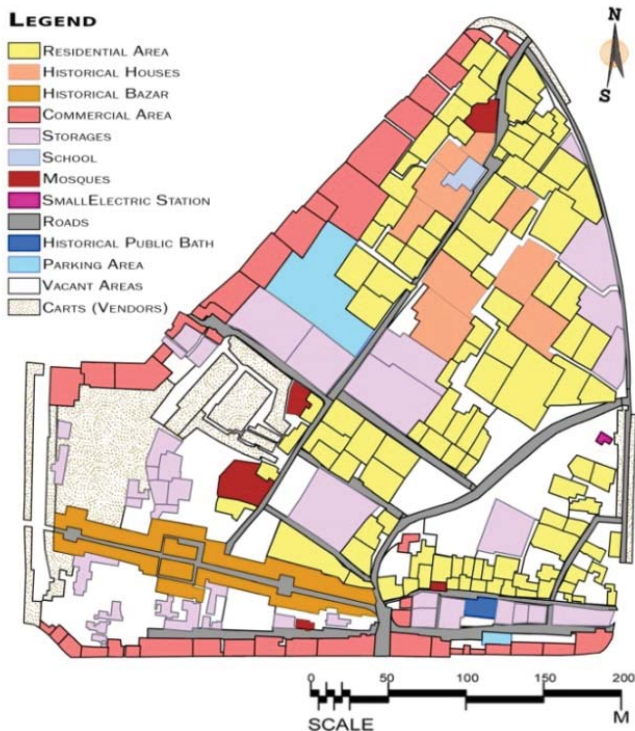 LEGEND
RESIDENTIAL AREA
HISTORICAL HOUSES
HISTORICAL BAZAR
COMMERCIAL AREA
STORAGES
SCHOOL
MOSQUES
SMALLELECTRIC STATION
ROADS
HISTORICAL PUBLIC BATH
PARKING AREA
VACANT AREAS
CARTS (VENDORS)
N
S
0 50 100 150 200
SCALE M